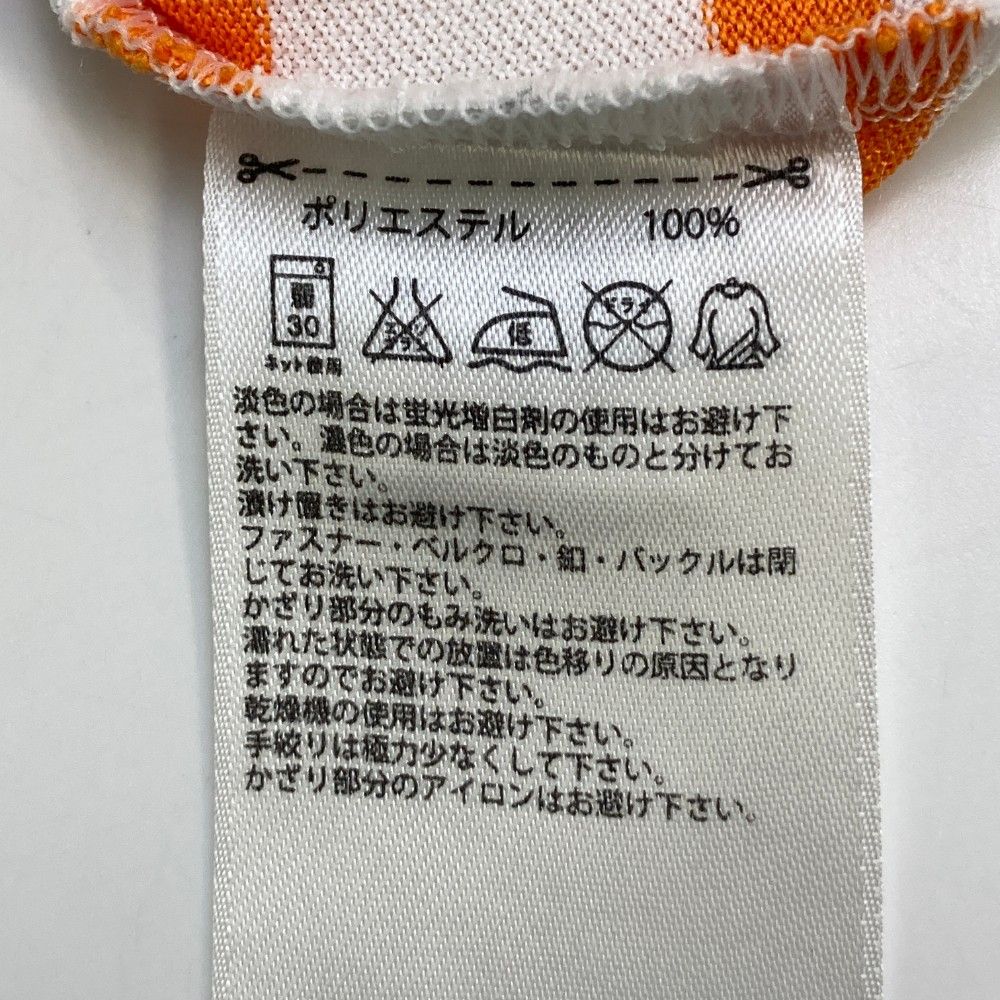 ポリエステル 100%
弱 エンソ 低 ドライ
30 サラシ
ネット使用
淡色の場合は蛍光増白剤の使用はお避け下
さい。濃色の場合は淡色のものと分けてお
洗い下さい。
漬け置きはお避け下さい。
ファスナー・ベルクロ・釦・バックルは閉
じてお洗い下さい。
かざり部分のもみ洗いはお避け下さい。
濡れた状態での放置は色移りの原因となり
ますのでお避け下さい。
乾燥機の使用はお避け下さい。
手絞りは極力少なくして下さい。
かざり部分のアイロンはお避け下さい。